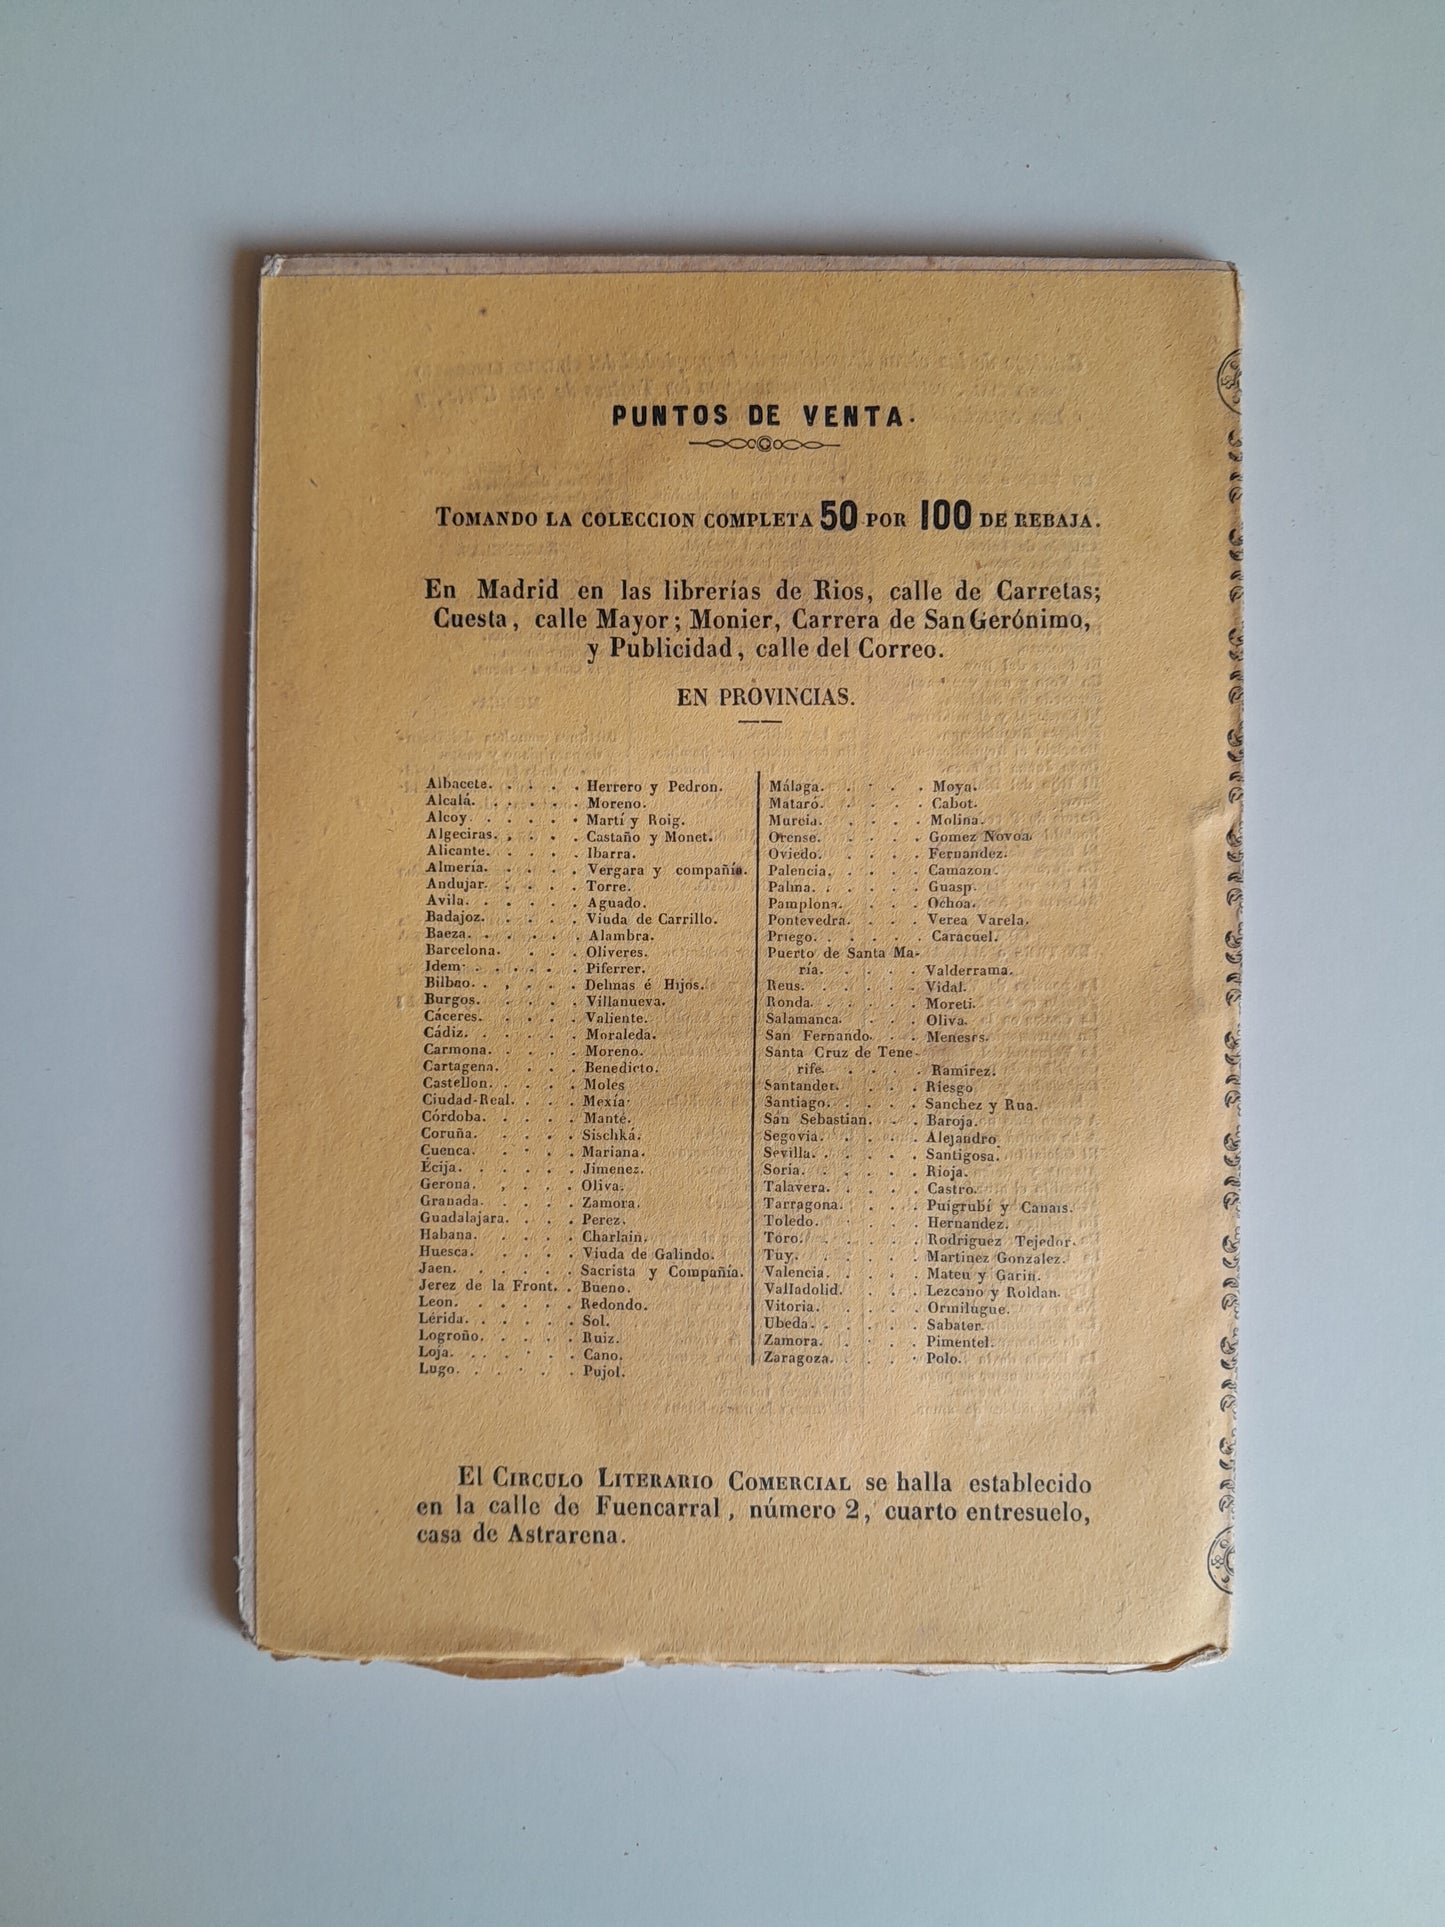 PUNTOS DE VENTA.
TOMANDO LA COLECCION COMPLETA 50 POR 100 DE REBAJA.
En Madrid en las librerías de Rios, calle de Carretas;
Cuesta, calle Mayor; Monier, Carrera de San Gerónimo,
y Publicidad, calle del Correo.
EN PROVINCIAS.
Albacete. . . . . Herrero y Pedron.
Alcalá. . . . . . Moreno.
Alcoy. . . . . . Martí y Roig.
Algeciras. . . . . Castaño y Monet.
Alicante. . . . . Ibarra.
Almería. . . . . Vergara y compañía.
Andujar. . . . . Torre.
Avila. . . . . . Aguado.
Badajoz. . . . . Viuda de Carrillo.
Baeza. . . . . . Alambra.
Barcelona. . . . Oliveres.
Idem. . . . . . Piferrer.
Bilbao. . . . . . Delmas é Hijos.
Burgos. . . . . Villanueva.
Cáceres. . . . . Valiente.
Cádiz. . . . . . Moraleda.
Carmona. . . . . Moreno.
Cartagena. . . . Benedicto.
Castellon. . . . . Moles
Ciudad-Real. . . . Mexía.
Córdoba. . . . . Manté.
Coruña. . . . . Sischká.
Cuenca. . . . . Mariana.
Écija. . . . . . Jimenez.
Gerona. . . . . Oliva.
Granada. . . . . Zamora.
Guadalajara. . . . Perez.
Habana. . . . . Charlain.
Huesca. . . . . Viuda de Galindo.
Jaen. . . . . . Sacrista y Compañía.
Jerez de la Front. . Bueno.
Leon. . . . . . Redondo.
Lérida. . . . . . Sol.
Logroño. . . . . Ruiz.
Loja. . . . . . Cano.
Lugo. . . . . . Pujol.
Málaga. . . . . Moya.
Mataró. . . . . Cabot.
Murcia. . . . . Molina.
Orense. . . . . Gomez Novoa.
Oviedo. . . . . Fernandez.
Palencia. . . . . Camazon.
Palma. . . . . . Guasp.
Pamplona. . . . Ochoa.
Pontevedra. . . . Verea Varela.
Priego. . . . . . Caracuel.
Puerto de Santa Ma-
ría. . . . . Valderrama.
Reus. . . . . . Vidal.
Ronda. . . . . . Moreti.
Salamanca. . . . Oliva.
San Fernando. . . Meneses.
Santa Cruz de Tene-
rife. . . . . Ramirez.
Santander. . . . Riesgo
Santiago. . . . . Sanchez y Rua.
San Sebastian. . . Baroja.
Segovia. . . . . Alejandro
Sevilla. . . . . . Santigosa.
Soria. . . . . . Rioja.
Talavera. . . . . Castro.
Tarragona. . . . Puigrubí y Canais.
Toledo. . . . . Hernandez.
Toro. . . . . . Rodriguez Tejedor.
Tuy. . . . . . Martinez Gonzalez.
Valencia. . . . . Mateu y Garin.
Valladolid. . . . Lezcano y Roldan.
Vitoria. . . . . Ormilugue.
Ubeda. . . . . . Sabater.
Zamora. . . . . Pimentel.
Zaragoza. . . . . Polo.
El CIRCULO LITERARIO COMERCIAL se halla establecido
en la calle de Fuencarral, número 2, cuarto entresuelo,
casa de Astrarena.